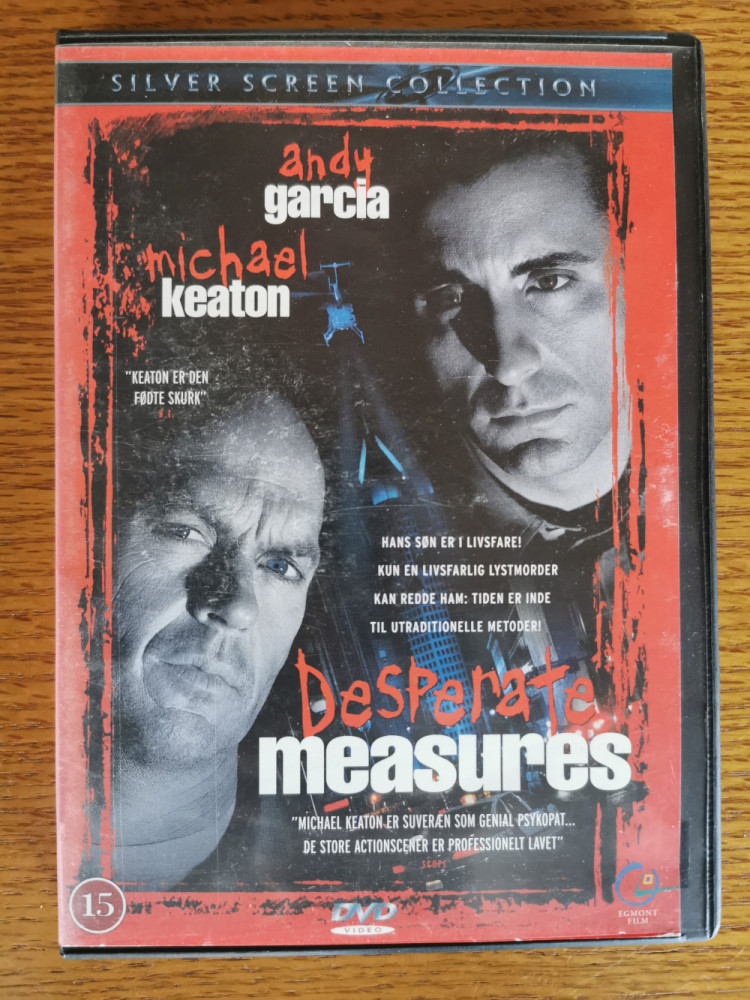 SILVER SCREEN COLLECTION
andy
garcia
michael
keaton
"KEATON ER DEN
FØDTE SKURK"
B.T.
HANS SØN ER I LIVSFARE!
KUN EN LIVSFARLIG LYSTMORDER
KAN REDDE HAM: TIDEN ER INDE
TIL UTRADITIONELLE METODER!
Desperate
measures
"MICHAEL KEATON ER SUVERÆN SOM GENIAL PSYKOPAT...
DE STORE ACTIONSCENER ER PROFESSIONELT LAVET"
SCOPE
15
DVD
VIDEO
EGMONT
FILM